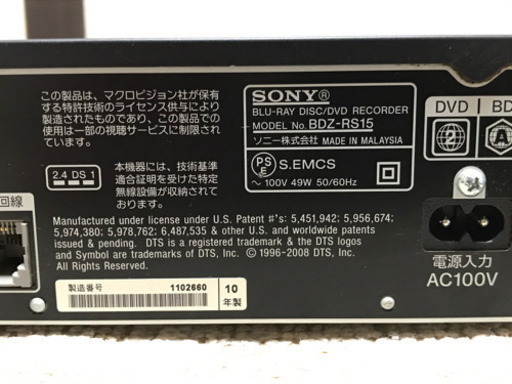 この製品は、マクロビジョン社が保有
する特許技術のライセンス供与により
製造されたものであり、この製品での
使用は一部の視聴サービスに制限され
ています。
2.4 DS 1
本機器には、技術基準
適合証明を受けた特定
無線設備が収納されて
おります。
回線
SONY®
BLU-RAY DISC/DVD RECORDER
MODEL No. BDZ-RS15
ソニー株式会社 MADE IN MALAYSIA
PS
E
S.EMCS
～ 100V 49W 50/60Hz
DVD
BD
2
A
Manufactured under license under U.S. Patent #'s: 5,451,942; 5,956,674;
5,974,380; 5,978,762; 6,487,535 & other U.S. and worldwide patents
issued & pending. DTS is a registered trademark & the DTS logos
and Symbol are trademarks of DTS, Inc. © 1996-2008 DTS, Inc.
All Rights Reserved.
電源入力
AC100V
製造番号 1102660
10
年製